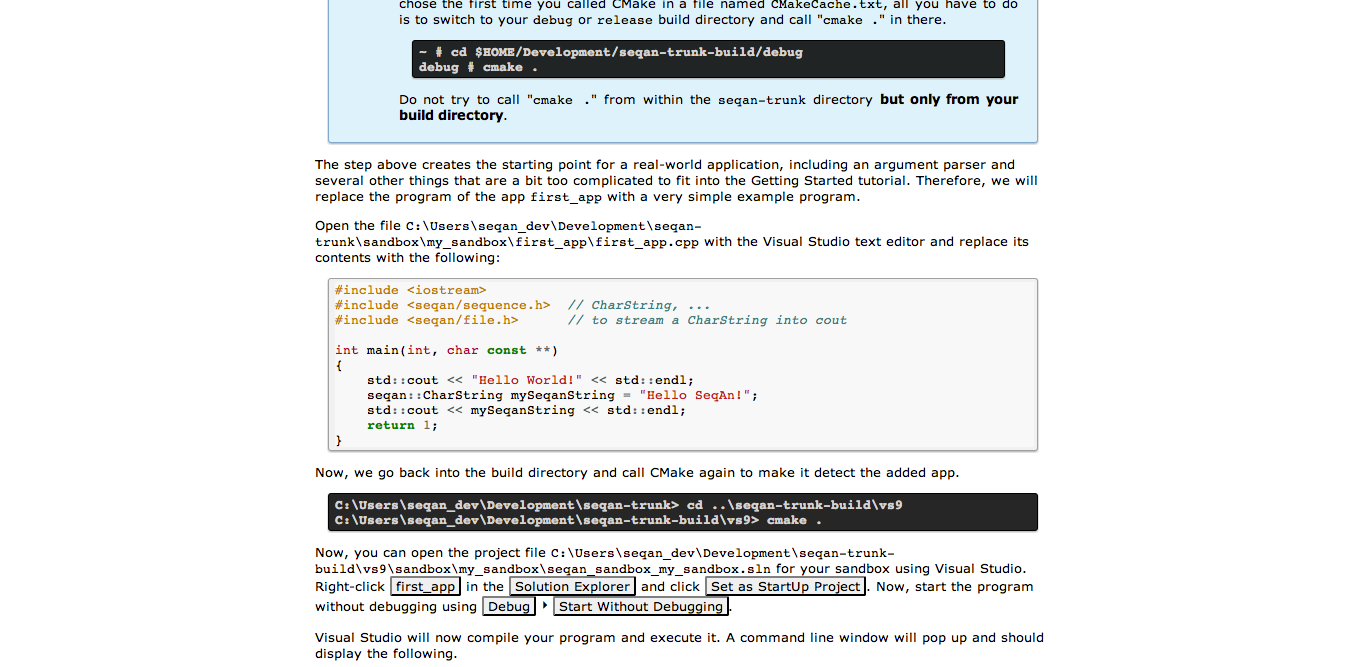 chose the first time you called CMake in a file named CMakeCache.txt, all you have to do
is to switch to your debug or release build directory and call "cmake ." in there.
~ # cd $HOME/Development/seqan-trunk-build/debug
debug # cmake .
Do not try to call "cmake ." from within the seqan-trunk directory but only from your
build directory.
The step above creates the starting point for a real-world application, including an argument parser and
several other things that are a bit too complicated to fit into the Getting Started tutorial. Therefore, we will
replace the program of the app first_app with a very simple example program.
Open the file C:\Users\seqan_dev\Development\seqan-
trunk\sandbox\my_sandbox\first_app\first_app.cpp with the Visual Studio text editor and replace its
contents with the following:
#include <iostream>
#include <seqan/sequence.h>  // CharString, ...
#include <seqan/file.h>      // to stream a CharString into cout
int main(int, char const **)
{
    std::cout << "Hello World!" << std::endl;
    seqan::CharString mySeqanString = "Hello SeqAn!";
    std::cout << mySeqanString << std::endl;
    return 1;
}
Now, we go back into the build directory and call CMake again to make it detect the added app.
C:\Users\seqan_dev\Development\seqan-trunk> cd ..\seqan-trunk-build\vs9
C:\Users\seqan_dev\Development\seqan-trunk-build\vs9> cmake .
Now, you can open the project file C:\Users\seqan_dev\Development\seqan-trunk-
build\vs9\sandbox\my_sandbox\seqan_sandbox_my_sandbox.sln for your sandbox using Visual Studio.
Right-click first_app in the Solution Explorer and click Set as StartUp Project. Now, start the program
without debugging using Debug ‣ Start Without Debugging.
Visual Studio will now compile your program and execute it. A command line window will pop up and should
display the following.